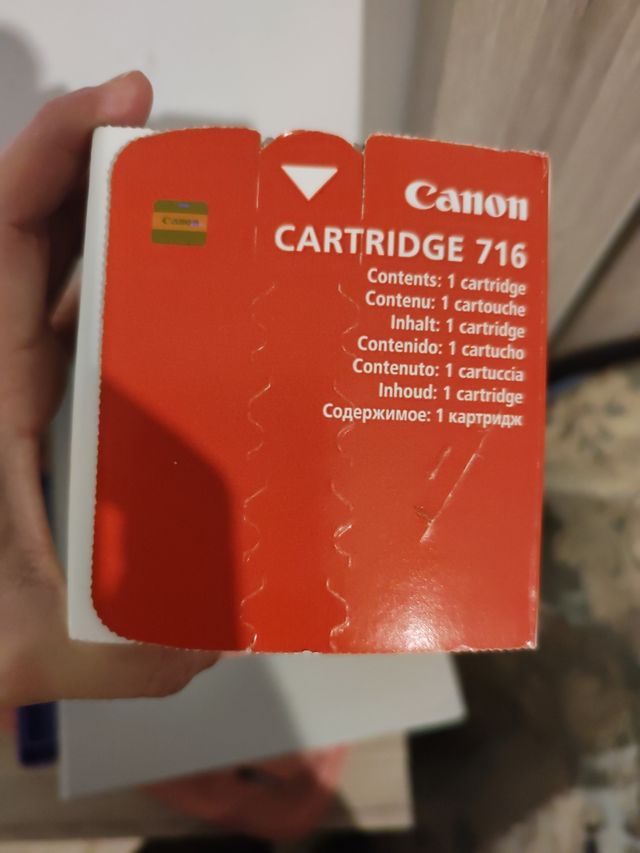 Canon
Canon
CARTRIDGE 716
Contents: 1 cartridge
Contenu: 1 cartouche
Inhalt: 1 cartridge
Contenido: 1 cartucho
Contenuto: 1 cartuccia
Inhoud: 1 cartridge
Содержимое: 1 картридж